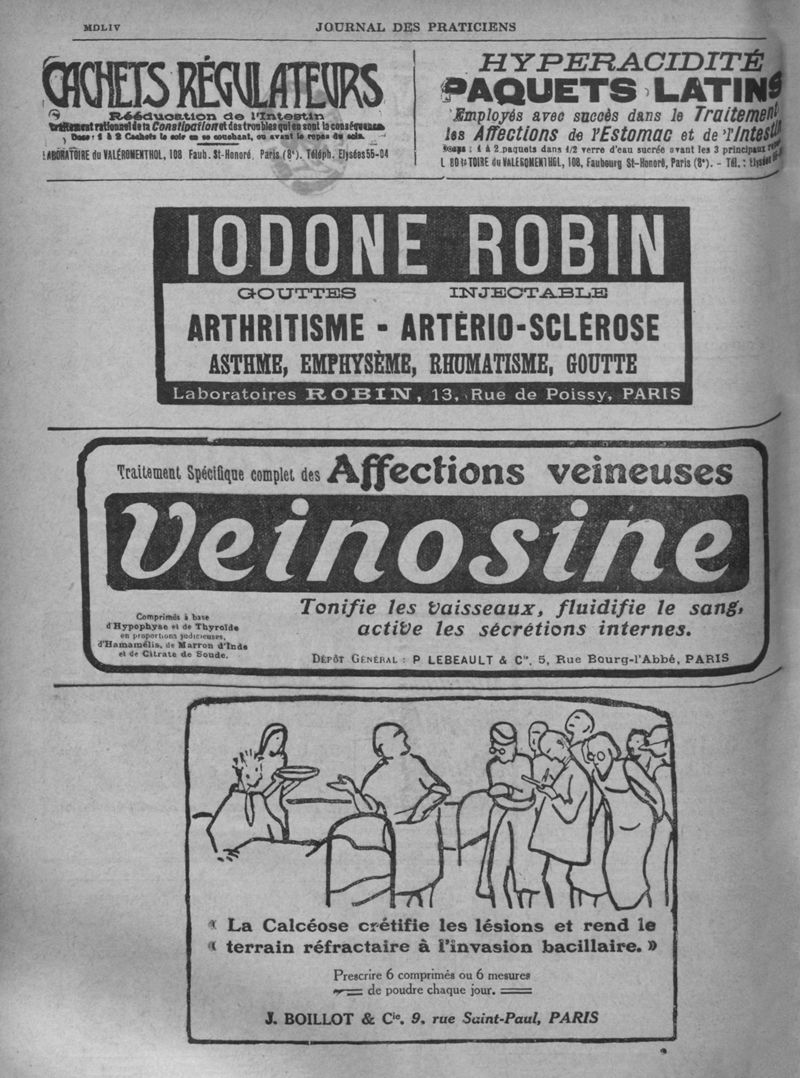 MDLIV
JOURNAL DES PRATICIENS
CACHETS RÉGULATEURS
Rééducation de l'Intestin
traitement rationnel de la Constipation et des troubles qui en sont la conséquence
Dose : 1 à 2 Cachets le soir en se couchant, ou avant le repas du soir.
LABORATOIRE du VALÉROMENTHOL, 108 Faub. St-Honoré, Paris (8e). Téléph. Elysées 55-04
HYPERACIDITÉ
PAQUETS LATINS
Employés avec succès dans le Traitement
les Affections de l'Estomac et de l'Intestin
1 à 2 paquets dans 1/2 verre d'eau sucrée avant les 3 principaux
du VALEROMENTHOL, 108, Faubourg St-Honoré, Paris (8e). - Tél. : Elysées
IODONE ROBIN
GOUTTES INJECTABLE
ARTHRITISME - ARTÉRIO-SCLÉROSE
ASTHME, EMPHYSÈME, RHUMATISME, GOUTTE
Laboratoires ROBIN, 13, Rue de Poissy, PARIS
Traitement Spécifique complet des Affections veineuses
Veinosine
Comprimés à base
d'Hypophyse et de Thyroïde
en proportions judicieuses,
d'Hamamélis, de Marron d'Inde
et de Citrate de Soude.
Tonifie les vaisseaux, fluidifie le sang,
active les sécrétions internes.
DÉPÔT GÉNÉRAL : P LEBEAULT & Cie, 5, Rue Bourg-l'Abbé, PARIS
« La Calcéose crétifie les lésions et rend le
« terrain réfractaire à l'invasion bacillaire. »
Prescrire 6 comprimés ou 6 mesures
de poudre chaque jour.
J. BOILLOT & Cie, 9, rue Saint-Paul, PARIS